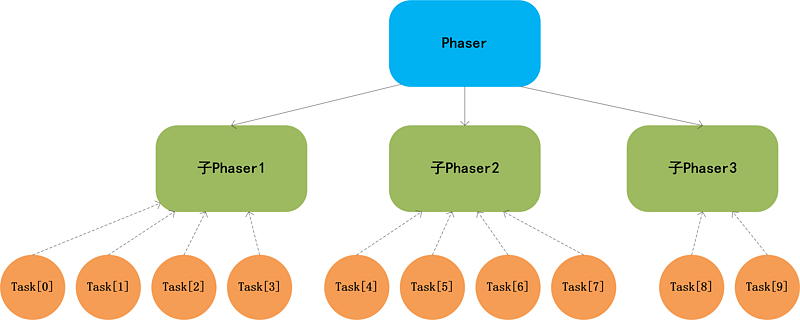 Phaser
子Phaser1
子Phaser2
子Phaser3
Task[0]
Task[1]
Task[2]
Task[3]
Task[4]
Task[5]
Task[6]
Task[7]
Task[8]
Task[9]